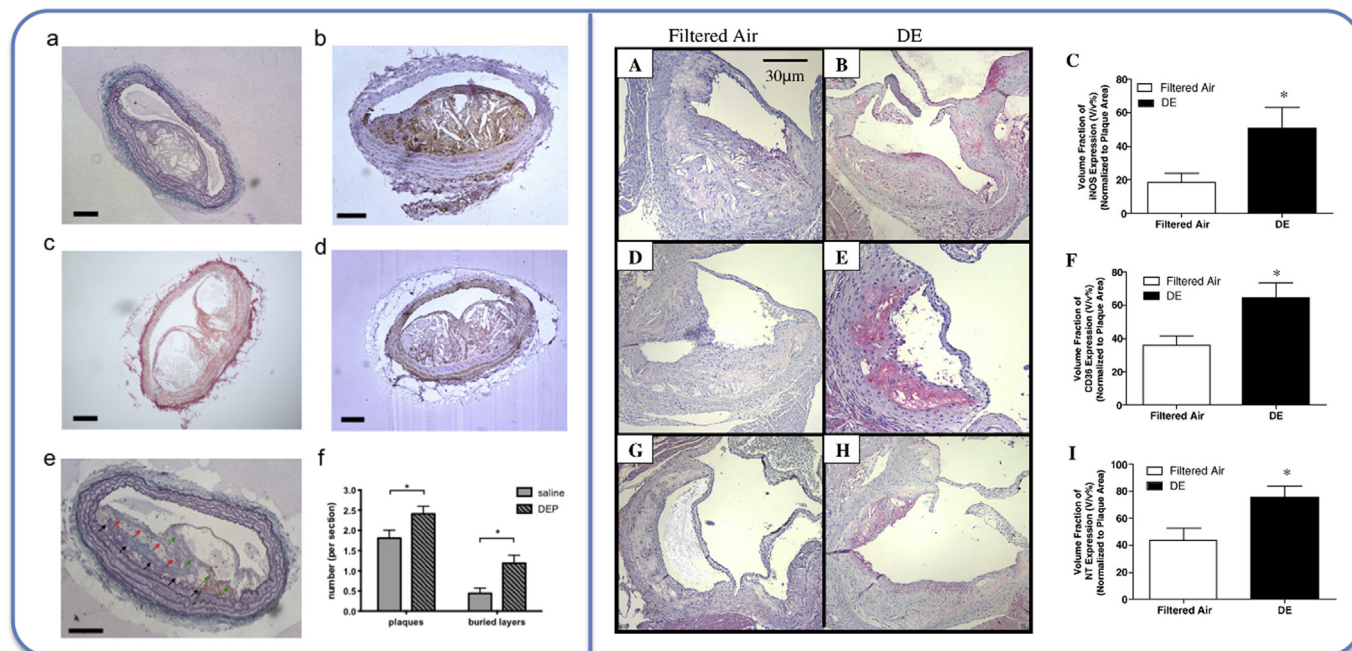 a
b
c
d
e
f
number (per section)
3.0
2.5
2.0
1.5
1.0
0.5
0.0
saline
DEP
*
*
plaques
buried layers
Filtered Air
DE
A
30μm
B
D
E
G
H
C
Volume Fraction of
iNOS Expression (V/v%)
(Normalized to Plaque Area)
80
60
40
20
0
Filtered Air
DE
*
Filtered Air
DE
F
Volume Fraction of
CD36 Expression (V/v%)
(Normalized to Plaque Area)
80
60
40
20
0
Filtered Air
DE
*
Filtered Air
DE
I
Volume Fraction of
NT Expression (V/v%)
(Normalized to Plaque Area)
100
80
60
40
20
0
Filtered Air
DE
*
Filtered Air
DE